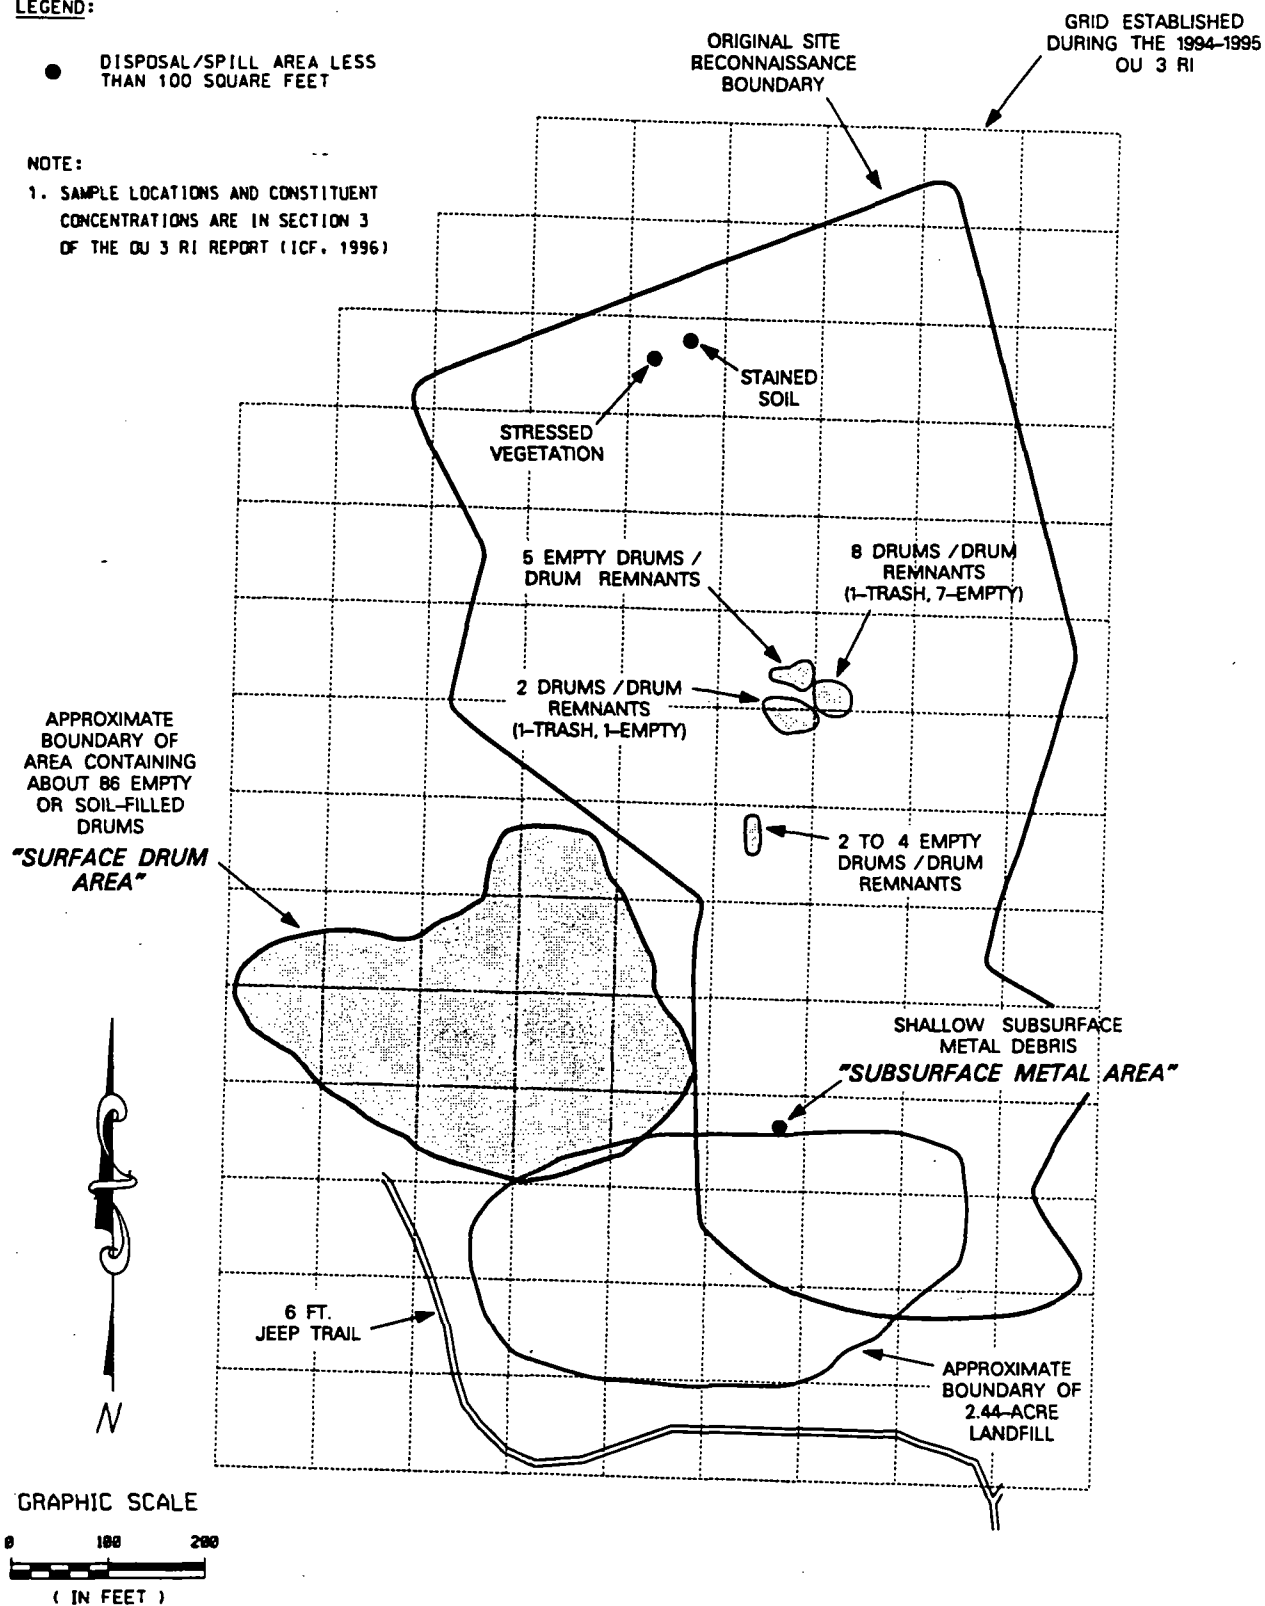 LEGEND:
DISPOSAL/SPILL AREA LESS
THAN 100 SQUARE FEET
NOTE:
1. SAMPLE LOCATIONS AND CONSTITUENT
CONCENTRATIONS ARE IN SECTION 3
OF THE OU 3 RI REPORT (ICF, 1996)
ORIGINAL SITE
RECONNAISSANCE
BOUNDARY
GRID ESTABLISHED
DURING THE 1994-1995
OU 3 RI
STAINED
SOIL
STRESSED
VEGETATION
5 EMPTY DRUMS /
DRUM REMNANTS
8 DRUMS /DRUM
REMNANTS
(1-TRASH, 7-EMPTY)
2 DRUMS /DRUM
REMNANTS
(1-TRASH, 1-EMPTY)
APPROXIMATE
BOUNDARY OF
AREA CONTAINING
ABOUT 86 EMPTY
OR SOIL-FILLED
DRUMS
"SURFACE DRUM
AREA"
2 TO 4 EMPTY
DRUMS /DRUM
REMNANTS
SHALLOW SUBSURFACE
METAL DEBRIS
"SUBSURFACE METAL AREA"
6 FT.
JEEP TRAIL
APPROXIMATE
BOUNDARY OF
2.44-ACRE
LANDFILL
N
GRAPHIC SCALE
0 100 200
( IN FEET )